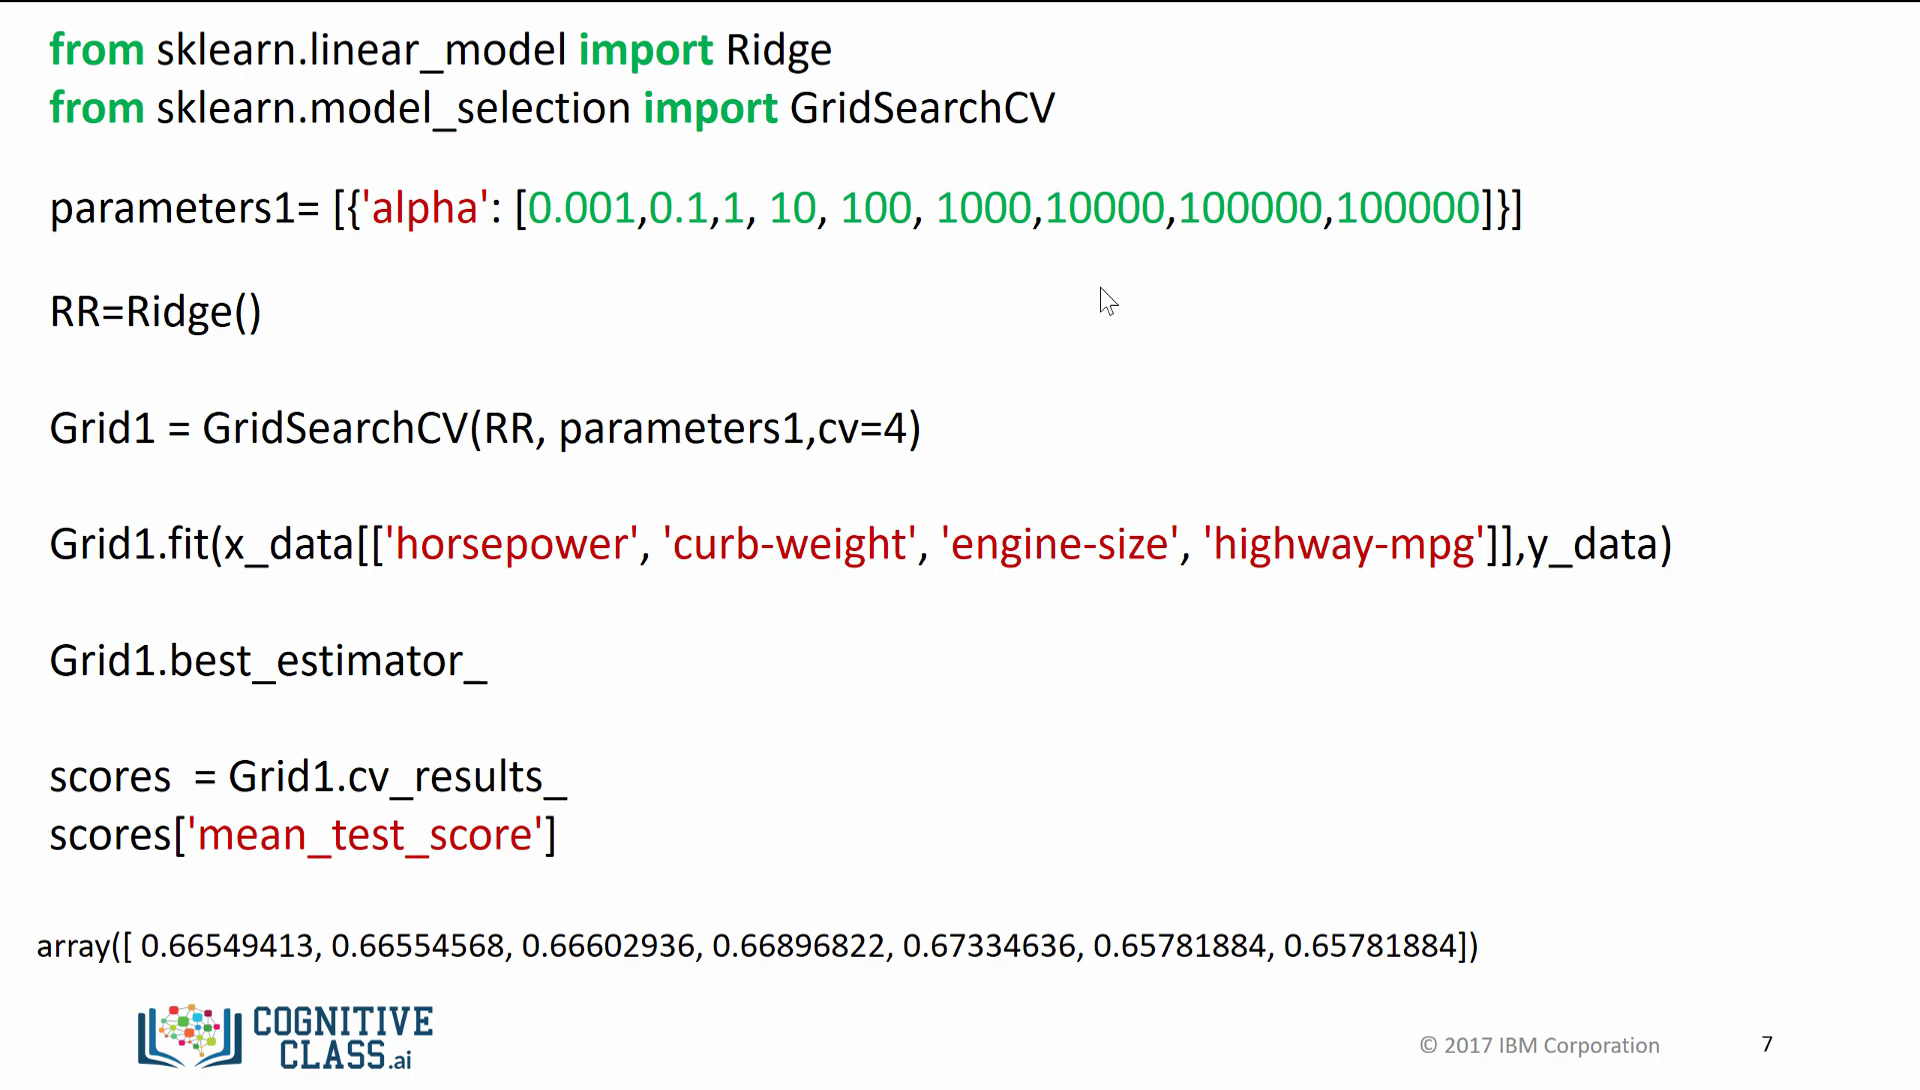 from sklearn.linear_model import Ridge
from sklearn.model_selection import GridSearchCV
parameters1= [{'alpha': [0.001,0.1,1, 10, 100, 1000,10000,100000,100000]}]
RR=Ridge()
Grid1 = GridSearchCV(RR, parameters1,cv=4)
Grid1.fit(x_data[['horsepower', 'curb-weight', 'engine-size', 'highway-mpg']],y_data)
Grid1.best_estimator_
scores  = Grid1.cv_results_
scores['mean_test_score']
array([ 0.66549413, 0.66554568, 0.66602936, 0.66896822, 0.67334636, 0.65781884, 0.65781884])
COGNITIVE
CLASS.ai
© 2017 IBM Corporation 7